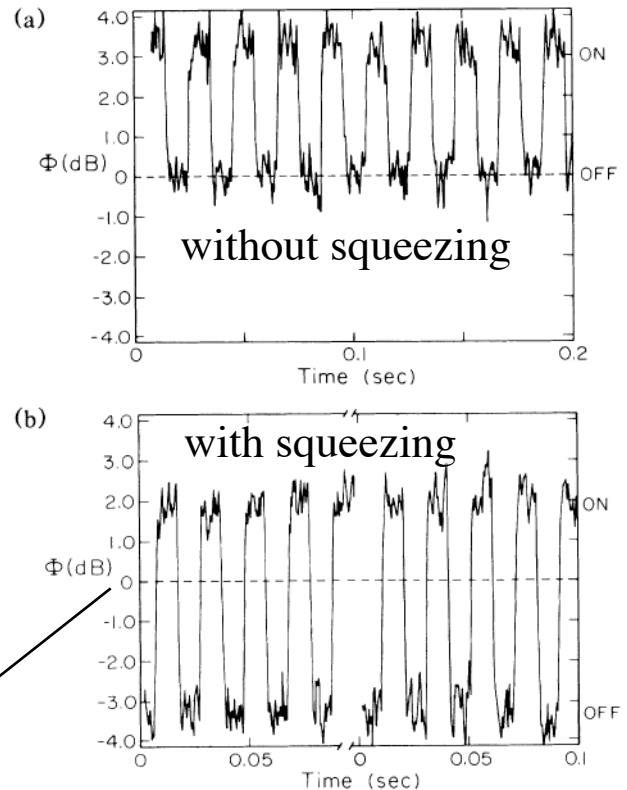 (a)
4.0
3.0
2.0
1.0
Φ(dB)
0
-1.0
-2.0
-3.0
-4.0
ON
OFF
without squeezing
0 0.1 0.2
Time (sec)
(b)
4.0
3.0
2.0
1.0
Φ(dB)
0
-1.0
-2.0
-3.0
-4.0
with squeezing
ON
OFF
0 0.05 0 0.05 0.1
Time (sec)